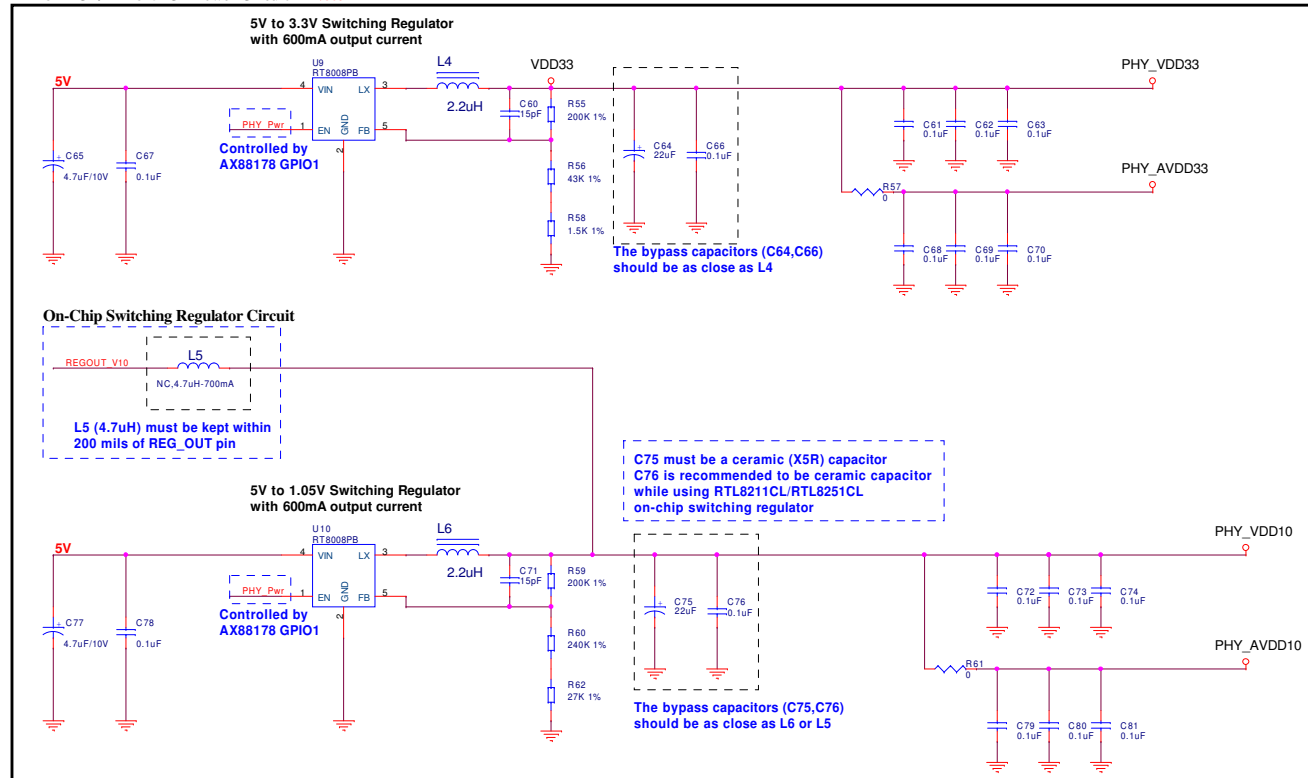 5V to 3.3V Switching Regulator
with 600mA output current
U9
RT8008PB
5V
4
VIN
LX
3
PHY_Pwr
1
EN
GND
FB
5
2
Controlled by
AX88178 GPIO1
C65
4.7uF/10V
C67
0.1uF
L4
2.2uH
VDD33
C60
15pF
R55
200K 1%
R56
43K 1%
R58
1.5K 1%
C64
22uF
C66
0.1uF
The bypass capacitors (C64,C66)
should be as close as L4
PHY_VDD33
C61
0.1uF
C62
0.1uF
C63
0.1uF
PHY_AVDD33
R57
0
C68
0.1uF
C69
0.1uF
C70
0.1uF
On-Chip Switching Regulator Circuit
REGOUT_V10
L5
NC,4.7uH-700mA
L5 (4.7uH) must be kept within
200 mils of REG_OUT pin
C75 must be a ceramic (X5R) capacitor
C76 is recommended to be ceramic capacitor
while using RTL8211CL/RTL8251CL
on-chip switching regulator
5V to 1.05V Switching Regulator
with 600mA output current
U10
RT8008PB
5V
4
VIN
LX
3
PHY_Pwr
1
EN
GND
FB
5
2
Controlled by
AX88178 GPIO1
C77
4.7uF/10V
C78
0.1uF
L6
2.2uH
C71
15pF
R59
200K 1%
R60
240K 1%
R62
27K 1%
C75
22uF
C76
0.1uF
The bypass capacitors (C75,C76)
should be as close as L6 or L5
PHY_VDD10
C72
0.1uF
C73
0.1uF
C74
0.1uF
PHY_AVDD10
R61
0
C79
0.1uF
C80
0.1uF
C81
0.1uF